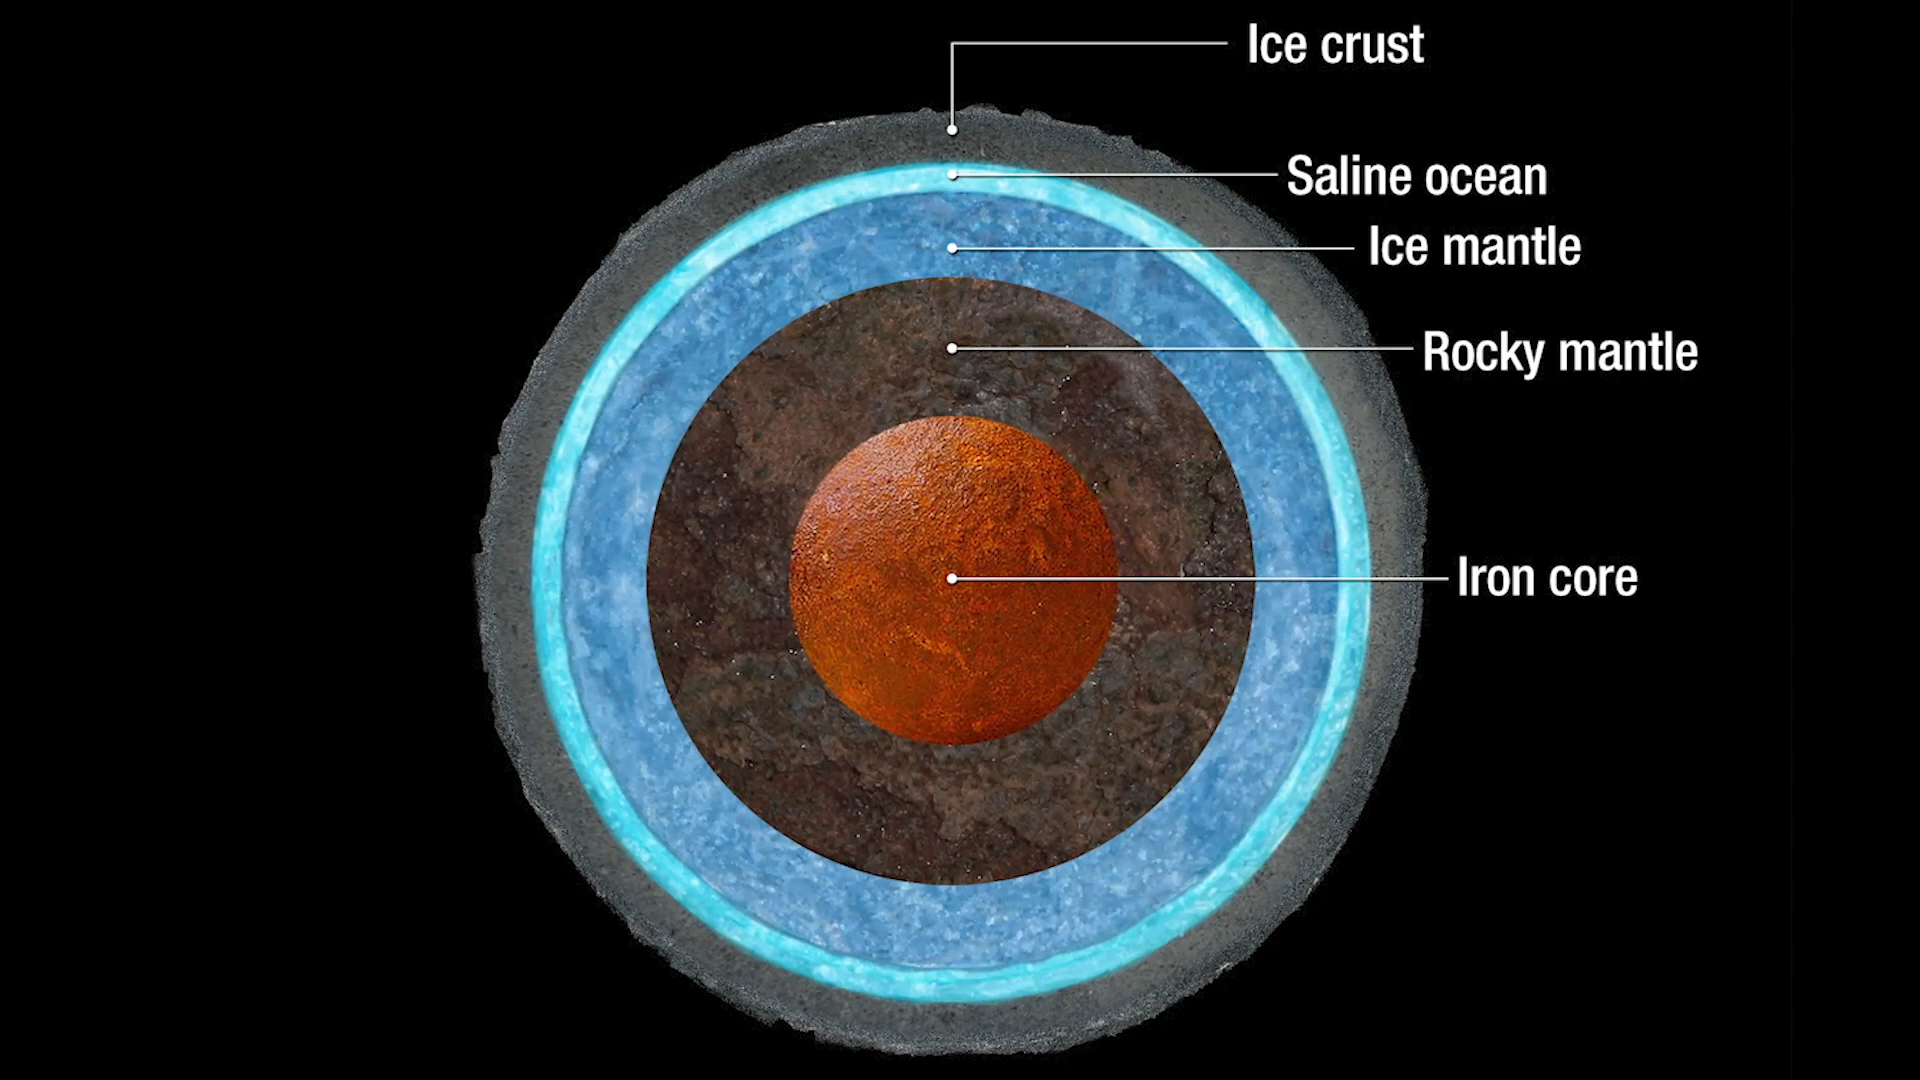 Ice crust
Saline ocean
Ice mantle
Rocky mantle
Iron core